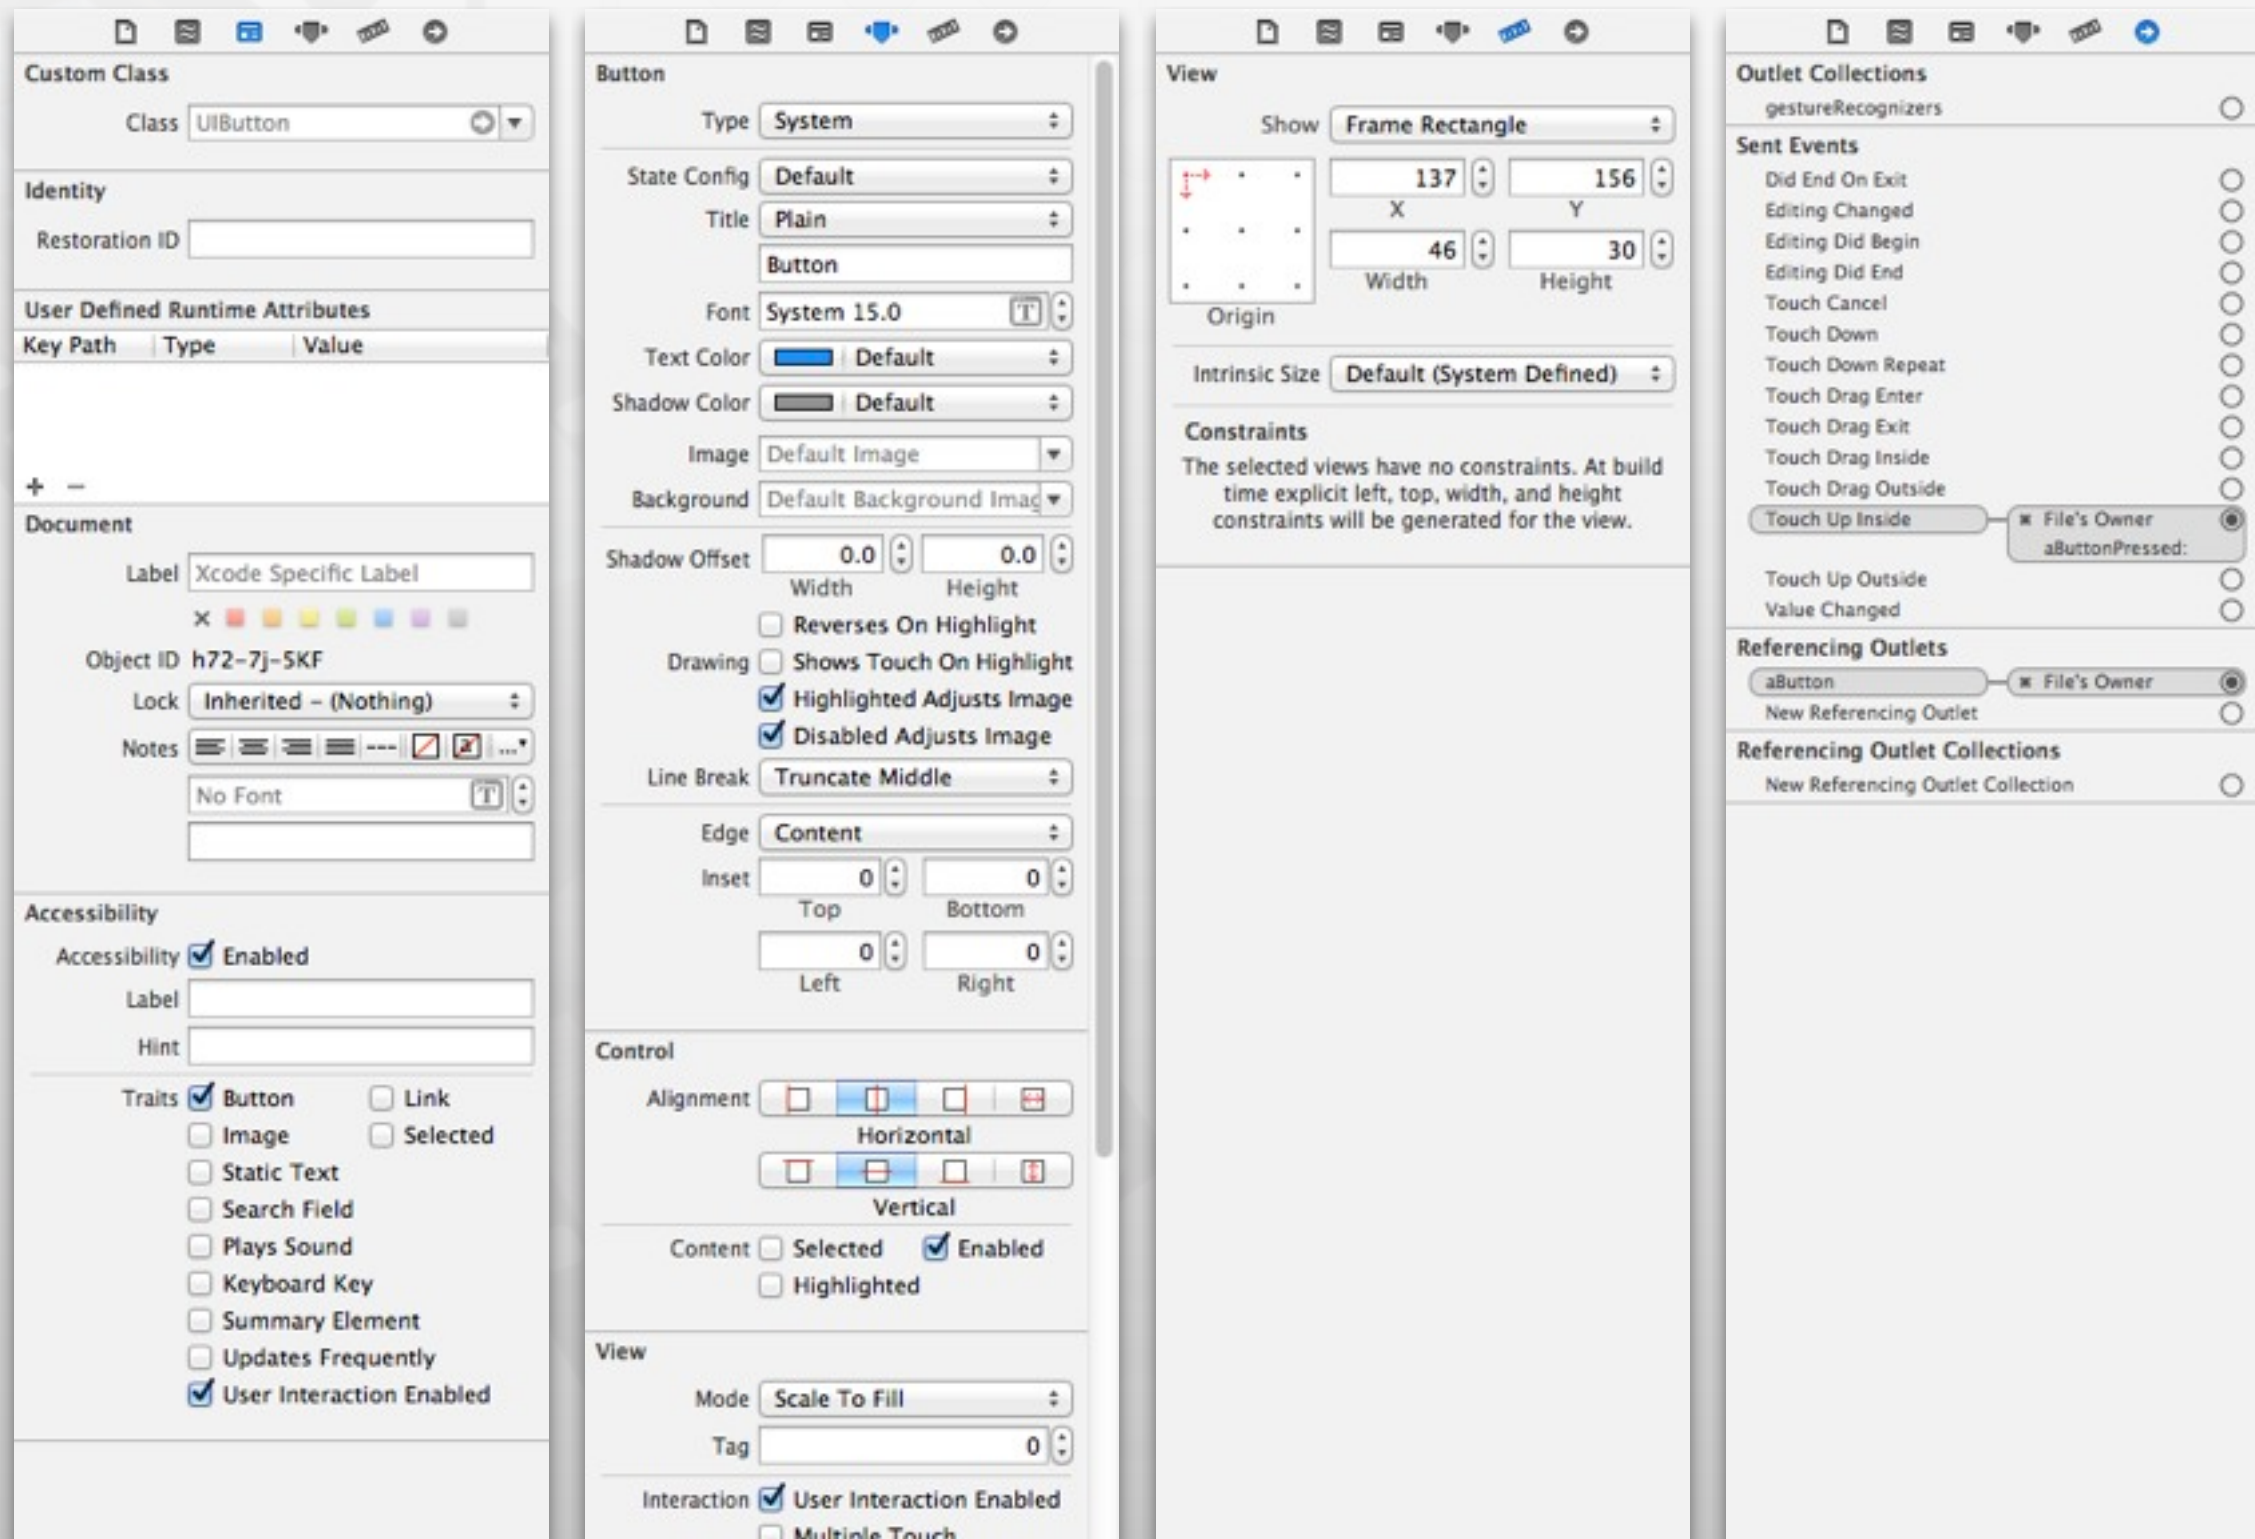 Custom Class
Class UIButton
Identity
Restoration ID
User Defined Runtime Attributes
Key Path Type Value
+ −
Document
Label Xcode Specific Label
Object ID h72-7j-5KF
Lock Inherited - (Nothing)
Notes
No Font
Accessibility
Accessibility Enabled
Label
Hint
Traits Button Link
Image Selected
Static Text
Search Field
Plays Sound
Keyboard Key
Summary Element
Updates Frequently
User Interaction Enabled
Button
Type System
State Config Default
Title Plain
Button
Font System 15.0
Text Color Default
Shadow Color Default
Image Default Image
Background Default Background Imag
Shadow Offset 0.0 0.0
Width Height
Reverses On Highlight
Drawing Shows Touch On Highlight
Highlighted Adjusts Image
Disabled Adjusts Image
Line Break Truncate Middle
Edge Content
Inset 0 0
Top Bottom
0 0
Left Right
Control
Alignment
Horizontal
Vertical
Content Selected Enabled
Highlighted
View
Mode Scale To Fill
Tag 0
Interaction User Interaction Enabled
Multiple Touch
View
Show Frame Rectangle
137 156
X Y
46 30
Width Height
Origin
Intrinsic Size Default (System Defined)
Constraints
The selected views have no constraints. At build
time explicit left, top, width, and height
constraints will be generated for the view.
Outlet Collections
gestureRecognizers
Sent Events
Did End On Exit
Editing Changed
Editing Did Begin
Editing Did End
Touch Cancel
Touch Down
Touch Down Repeat
Touch Drag Enter
Touch Drag Exit
Touch Drag Inside
Touch Drag Outside
Touch Up Inside File's Owner
aButtonPressed:
Touch Up Outside
Value Changed
Referencing Outlets
aButton File's Owner
New Referencing Outlet
Referencing Outlet Collections
New Referencing Outlet Collection